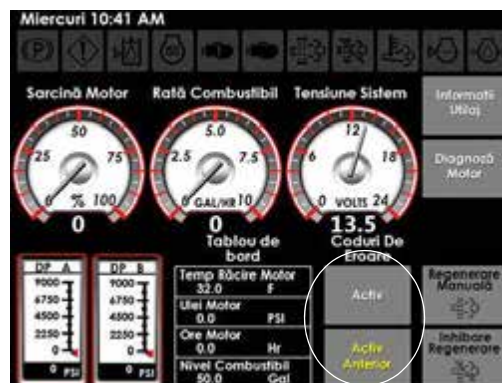 Miercuri 10:41 AM
Sarcină Motor Rată Combustibil Tensiune Sistem
Informatii
Utilaj
50
25 75
0 % 100
0
5.0
2.5 7.5
0 GAL/HR 10
0
12
6 18
0 VOLTS 24
13.5
Diagnoză
Motor
Tablou de
bord
Coduri De
Eroare
DP A
9000
6750
4500
2250
0
0 PSI
DP B
9000
6750
4500
2250
0
0 PSI
Temp Răcire Motor
32.0 F
Ulei Motor
0.0 PSI
Ore Motor
0.0 Hr
Nivel Combustibil
50.0 Gal
Activ
Activ
Anterior
Regenerare
Manuală
Inhibare
Regenerare